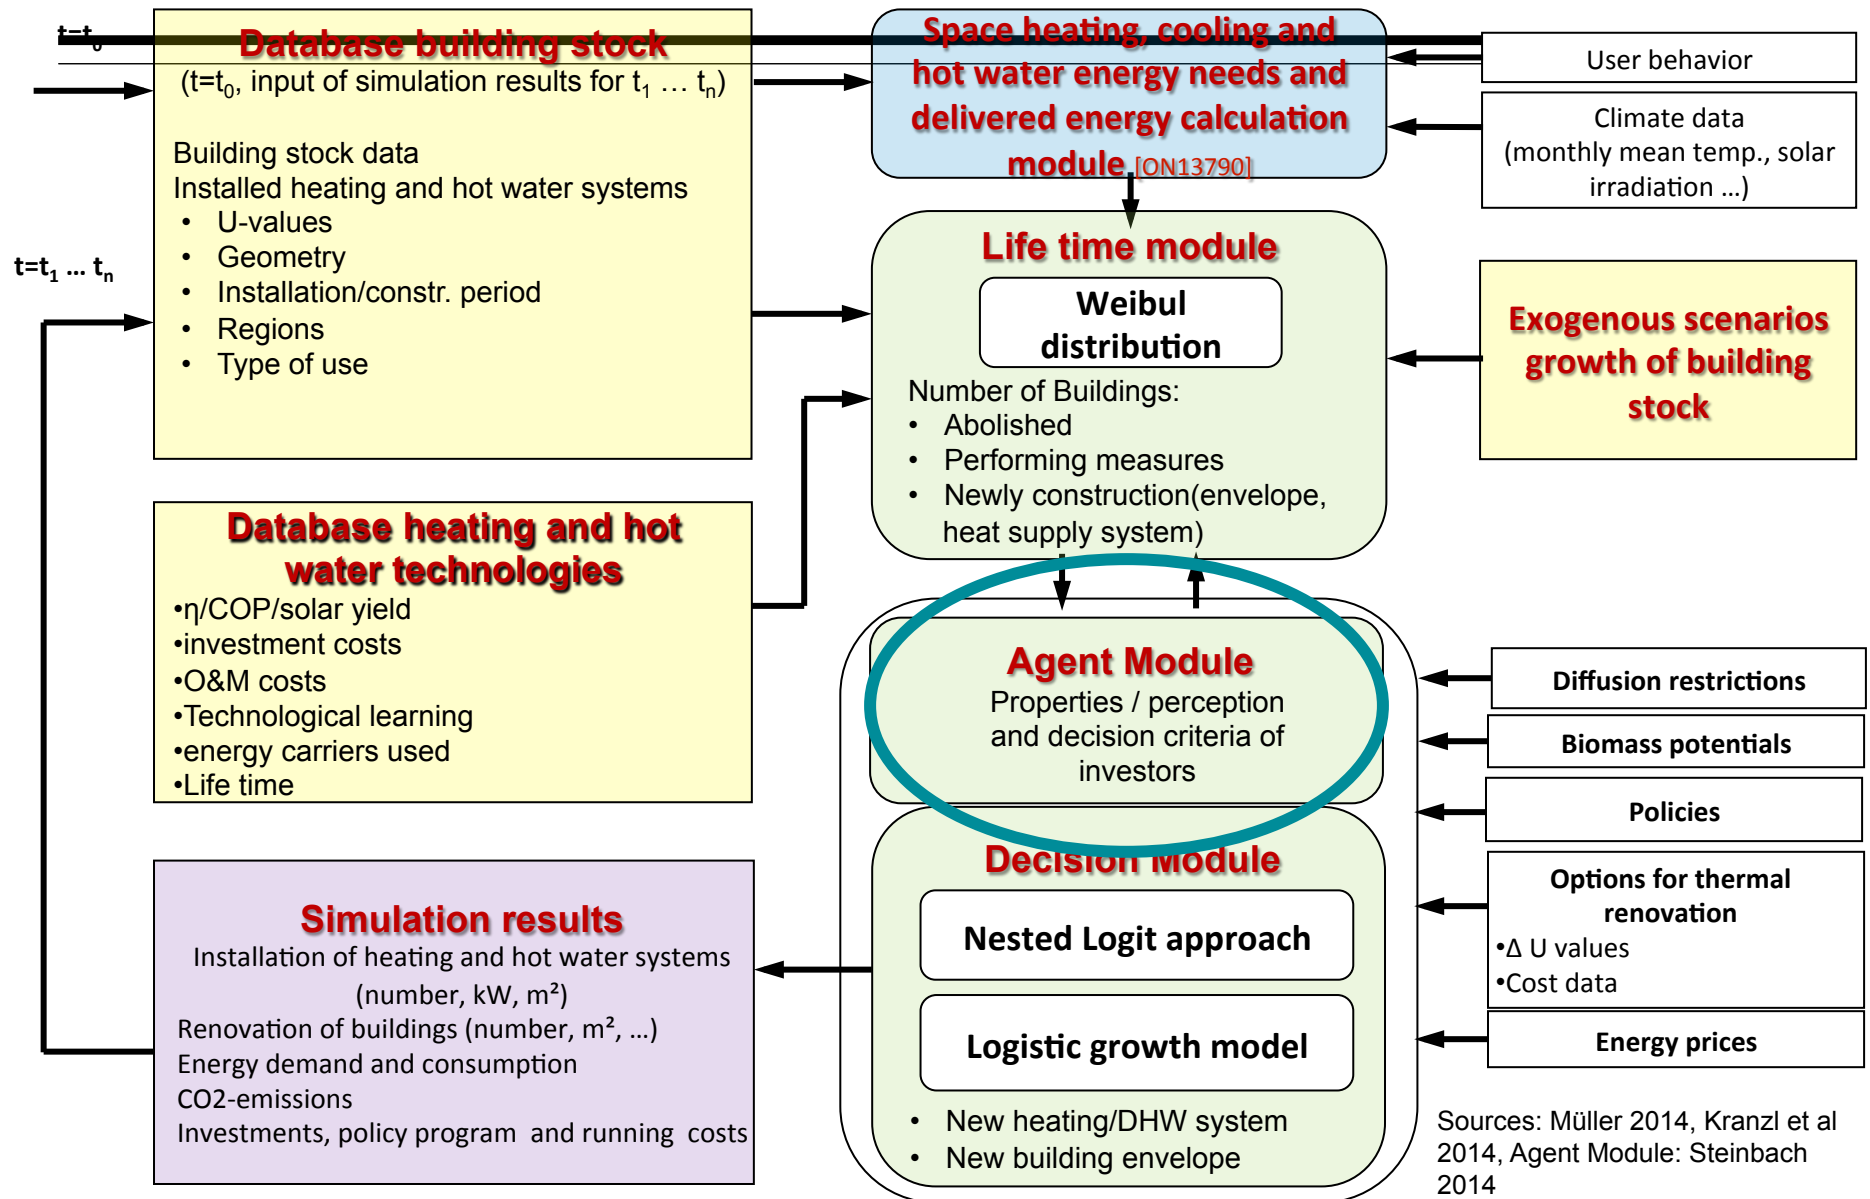 t=t0
Database building stock
(t=t0, input of simulation results for t1 … tn)
Building stock data
Installed heating and hot water systems
• U-values
• Geometry
• Installation/constr. period
• Regions
• Type of use
t=t1 ... tn
Database heating and hot
water technologies
•η/COP/solar yield
•investment costs
•O&M costs
•Technological learning
•energy carriers used
•Life time
Simulation results
Installation of heating and hot water systems
(number, kW, m²)
Renovation of buildings (number, m², …)
Energy demand and consumption
CO2-emissions
Investments, policy program and running costs
Space heating, cooling and
hot water energy needs and
delivered energy calculation
module [ON13790]
Life time module
Weibul
distribution
Number of Buildings:
• Abolished
• Performing measures
• Newly construction(envelope,
heat supply system)
Agent Module
Properties / perception
and decision criteria of
investors
Decision Module
Nested Logit approach
Logistic growth model
• New heating/DHW system
• New building envelope
User behavior
Climate data
(monthly mean temp., solar
irradiation …)
Exogenous scenarios
growth of building
stock
Diffusion restrictions
Biomass potentials
Policies
Options for thermal
renovation
•Δ U values
•Cost data
Energy prices
Sources: Müller 2014, Kranzl et al
2014, Agent Module: Steinbach
2014